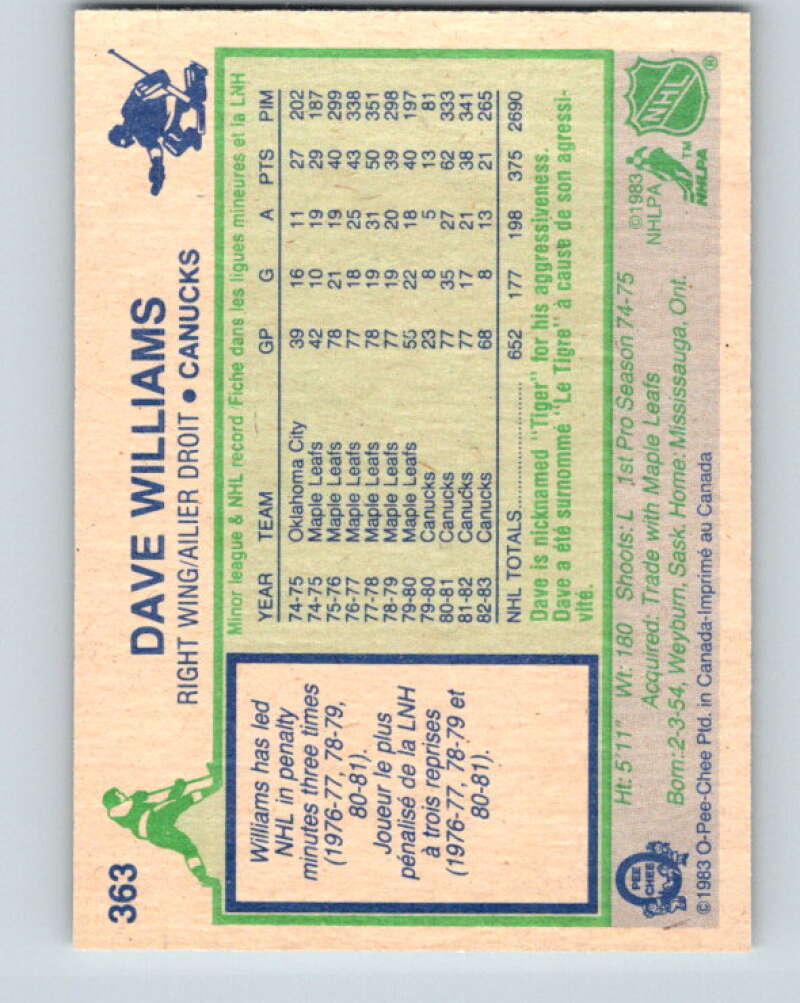 363
DAVE WILLIAMS
RIGHT WING/AILIER DROIT • CANUCKS
Williams has led
NHL in penalty
minutes three times
(1976-77, 78-79,
80-81).
Joueur le plus
pénalisé de la LNH
à trois reprises
(1976-77, 78-79 et
80-81).
Minor league & NHL record/Fiche dans les ligues mineures et la LNH
YEAR TEAM GP G A PTS PIM
74-75 Oklahoma City 39 16 11 27 202
74-75 Maple Leafs 42 10 19 29 187
75-76 Maple Leafs 78 21 19 40 299
76-77 Maple Leafs 77 18 25 43 338
77-78 Maple Leafs 78 19 31 50 351
78-79 Maple Leafs 77 19 20 39 298
79-80 Maple Leafs 55 22 18 40 197
79-80 Canucks 23 8 5 13 81
80-81 Canucks 77 35 27 62 333
81-82 Canucks 77 17 21 38 341
82-83 Canucks 68 8 13 21 265
NHL TOTALS 652 177 198 375 2690
Dave is nicknamed "Tiger" for his aggressiveness.
Dave a été surnommé "Le Tigre" à cause de son agressi-
vité.
Ht: 5'11" Wt: 180 Shoots: L 1st Pro Season 74-75
Acquired: Trade with Maple Leafs
Born: 2-3-54, Weyburn, Sask. Home: Mississauga, Ont.
©1983 O-Pee-Chee Ptd. in Canada-Imprimé au Canada
O
PEE
CHEE
©1983
NHLPA
NHLPA ™
NHL ®